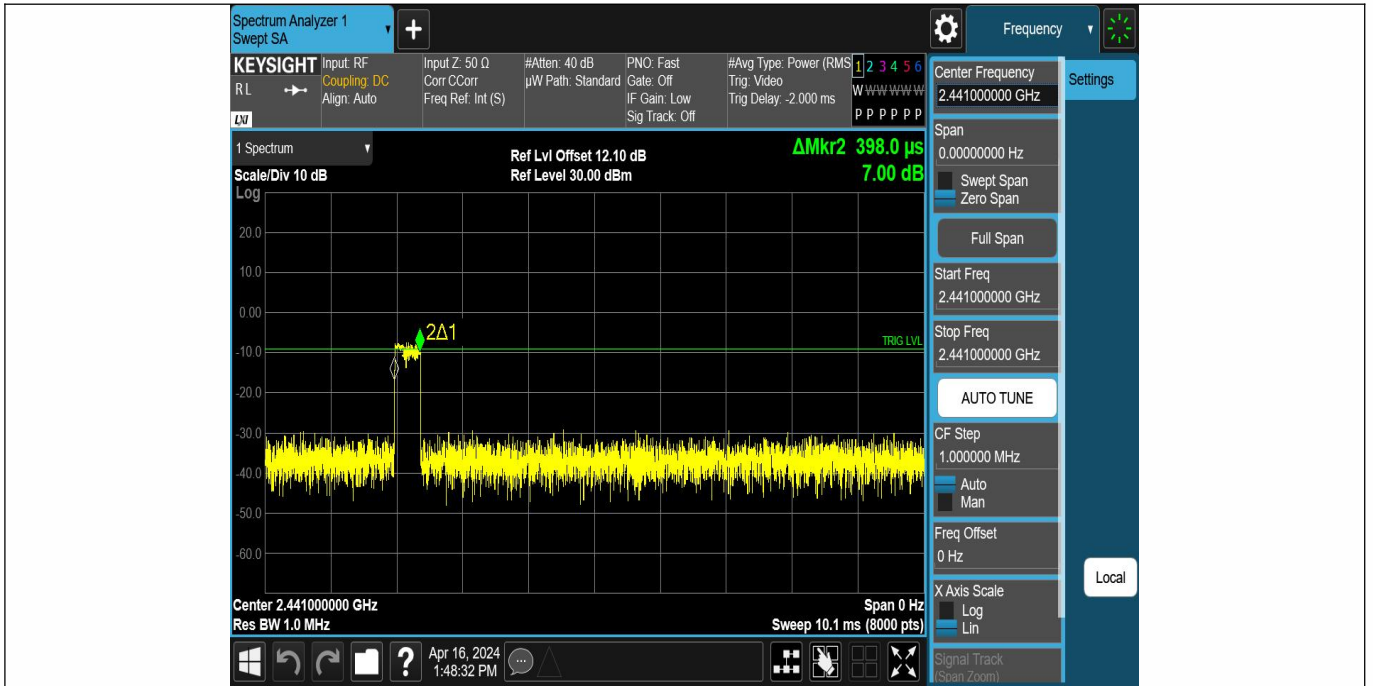 Spectrum Analyzer 1
Swept SA
+
Frequency
KEYSIGHT
R L
LXI
Input: RF
Coupling: DC
Align: Auto
Input Z: 50 Ω
Corr CCorr
Freq Ref: Int (S)
#Atten: 40 dB
µW Path: Standard
PNO: Fast
Gate: Off
IF Gain: Low
Sig Track: Off
#Avg Type: Power (RMS
Trig: Video
Trig Delay: -2.000 ms
1 2 3 4 5 6
W W W W W W
P P P P P P
Center Frequency
2.441000000 GHz
Settings
1 Spectrum
Scale/Div 10 dB
Ref Lvl Offset 12.10 dB
Ref Level 30.00 dBm
ΔMkr2 398.0 µs
7.00 dB
Log
20.0
10.0
0.00
-10.0
-20.0
-30.0
-40.0
-50.0
-60.0
2Δ1
TRIG LVL
Center 2.441000000 GHz
Res BW 1.0 MHz
Span 0 Hz
Sweep 10.1 ms (8000 pts)
Span
0.00000000 Hz
Swept Span
Zero Span
Full Span
Start Freq
2.441000000 GHz
Stop Freq
2.441000000 GHz
AUTO TUNE
CF Step
1.000000 MHz
Auto
Man
Freq Offset
0 Hz
X Axis Scale
Log
Lin
Signal Track
(Span Zoom)
Local
?
Apr 16, 2024
1:48:32 PM